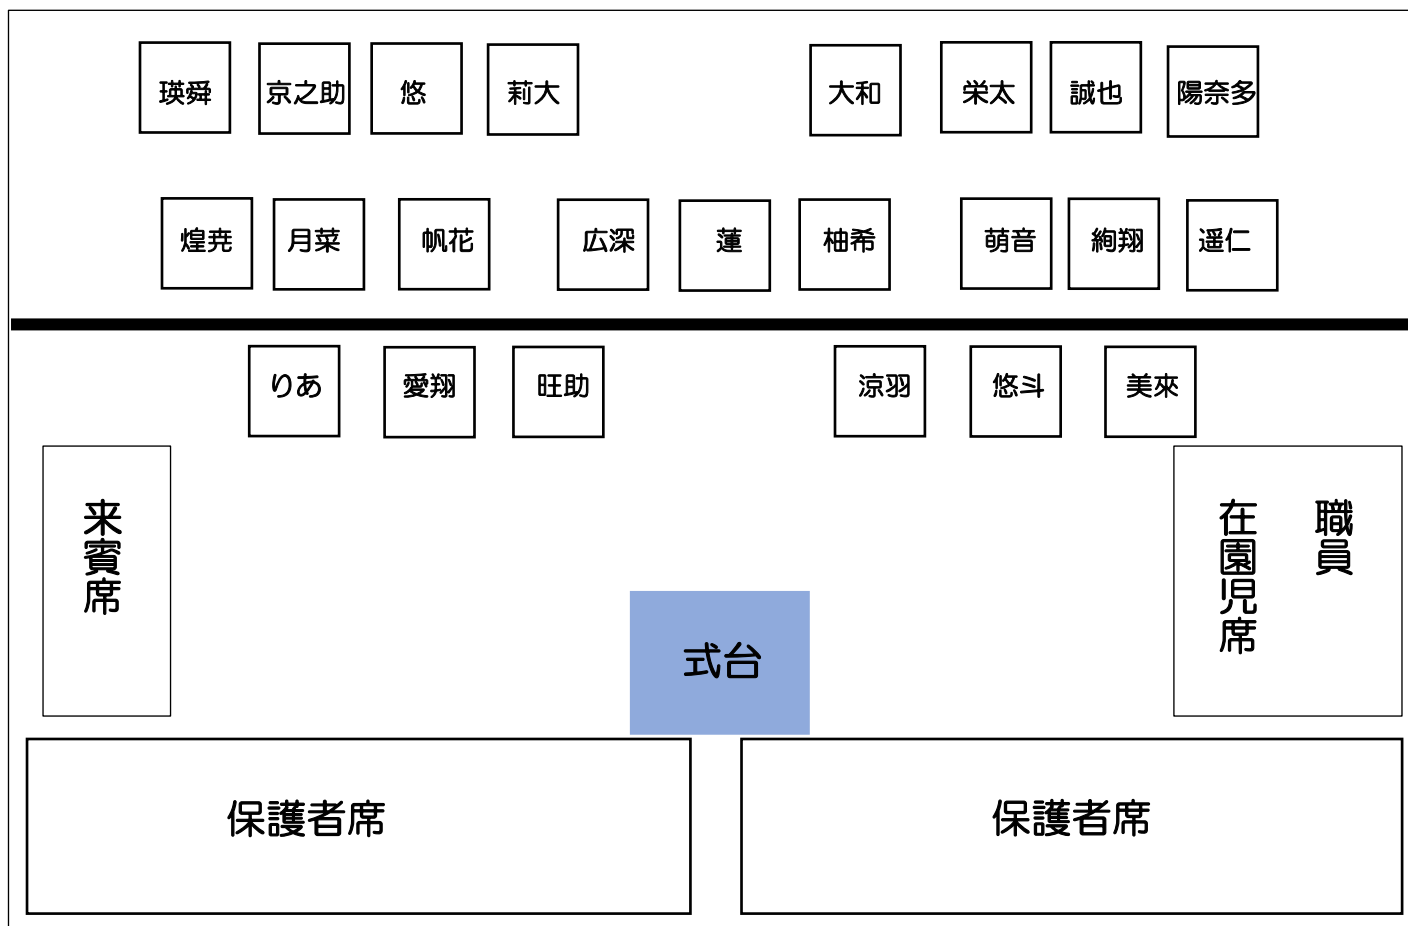 瑛舜 京之助 悠 莉大 大和 栄太 誠也 陽奈多
煌尭 月菜 帆花 広深 蓮 柚希 萌音 絢翔 遥仁
りあ 愛翔 旺助 涼羽 悠斗 美來
来賓席
職員
在園児席
式台
保護者席
保護者席